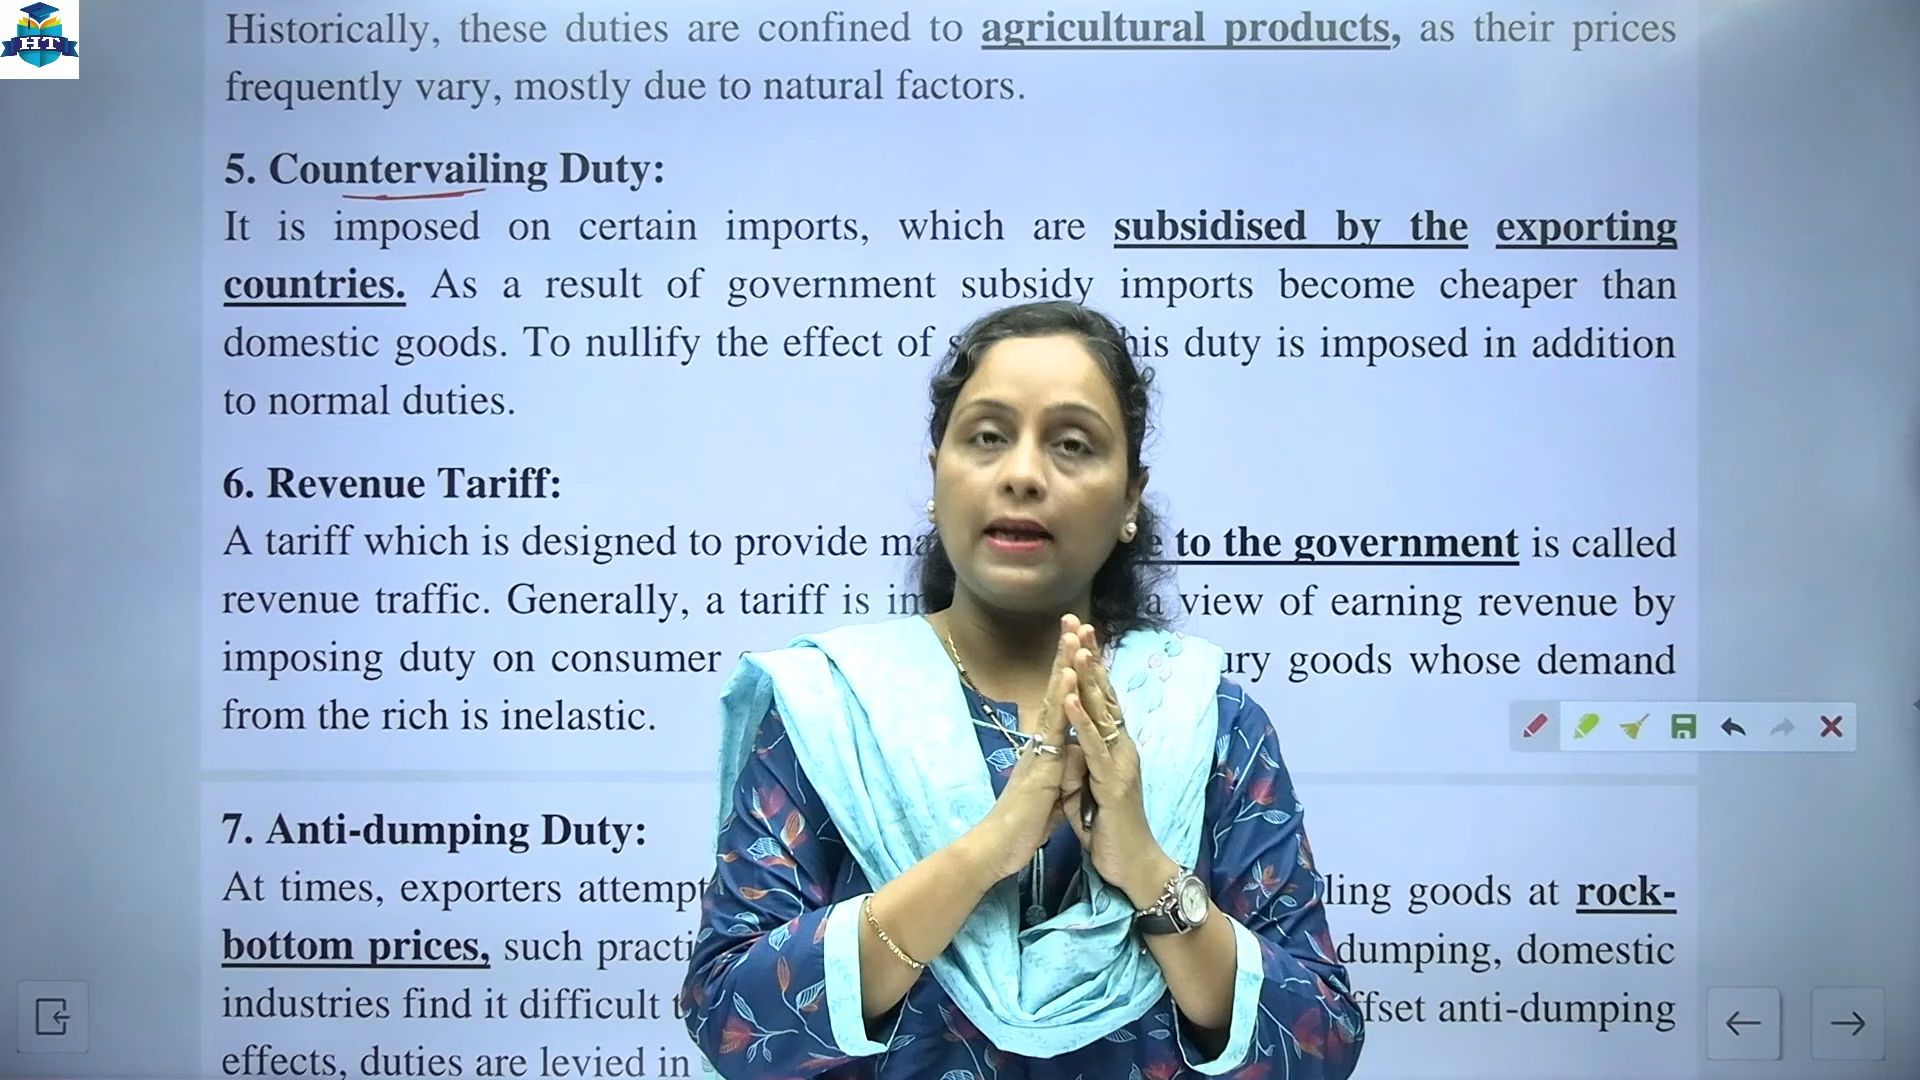 HT
Historically, these duties are confined to agricultural products, as their prices
frequently vary, mostly due to natural factors.
5. Countervailing Duty:
It is imposed on certain imports, which are subsidised by the exporting
countries. As a result of government subsidy imports become cheaper than
domestic goods. To nullify the effect of his duty is imposed in addition
to normal duties.
6. Revenue Tariff:
A tariff which is designed to provide to the government is called
revenue traffic. Generally, a tariff is a view of earning revenue by
imposing duty on consumer goods whose demand
from the rich is inelastic.
7. Anti-dumping Duty:
At times, exporters attempt ling goods at rock-
bottom prices, such practi dumping, domestic
industries find it difficult ffset anti-dumping
effects, duties are levied in